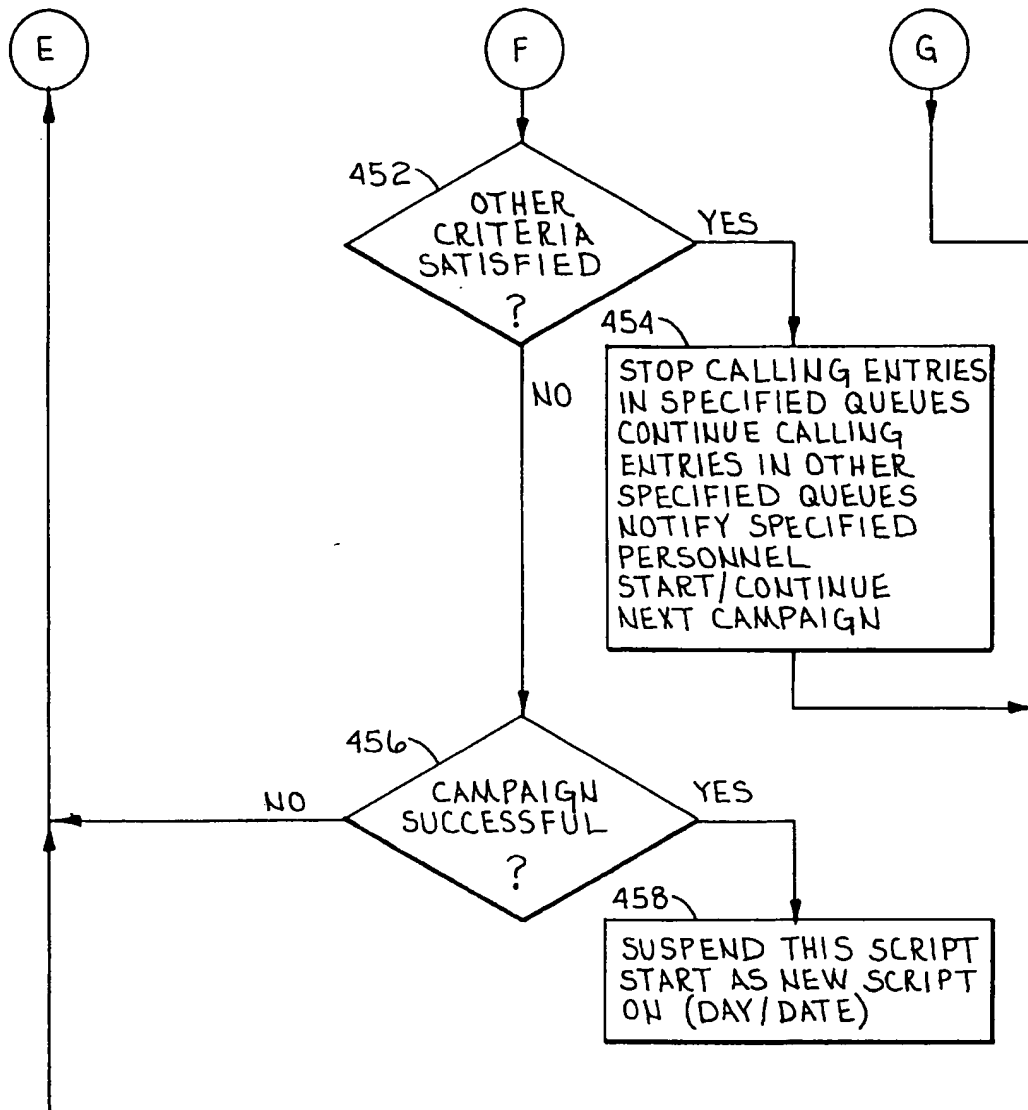 E
F
G
452
OTHER
CRITERIA
SATISFIED
?
YES
NO
454
STOP CALLING ENTRIES
IN SPECIFIED QUEUES
CONTINUE CALLING
ENTRIES IN OTHER
SPECIFIED QUEUES
NOTIFY SPECIFIED
PERSONNEL
START/CONTINUE
NEXT CAMPAIGN
456
CAMPAIGN
SUCCESSFUL
?
NO
YES
458
SUSPEND THIS SCRIPT
START AS NEW SCRIPT
ON (DAY/DATE)